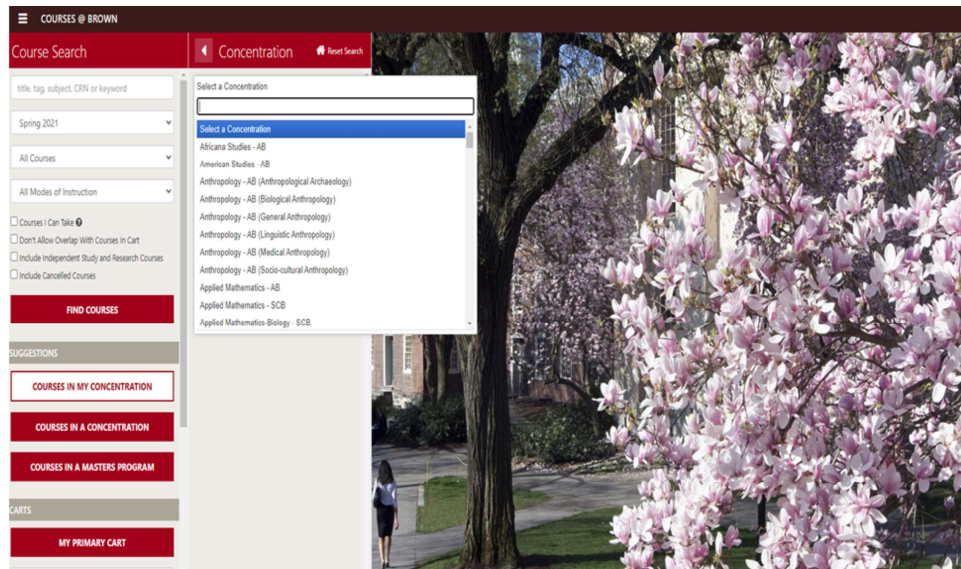 COURSES @ BROWN
Course Search
title, tag, subject, CRN or keyword
Spring 2021
All Courses
All Modes of Instruction
Courses I Can Take
Don't Allow Overlap With Courses In Cart
Include Independent Study and Research Courses
Include Cancelled Courses
FIND COURSES
SUGGESTIONS
COURSES IN MY CONCENTRATION
COURSES IN A CONCENTRATION
COURSES IN A MASTERS PROGRAM
CARTS
MY PRIMARY CART
Concentration
Reset Search
Select a Concentration
Select a Concentration
Africana Studies - AB
American Studies - AB
Anthropology - AB (Anthropological Archaeology)
Anthropology - AB (Biological Anthropology)
Anthropology - AB (General Anthropology)
Anthropology - AB (Linguistic Anthropology)
Anthropology - AB (Medical Anthropology)
Anthropology - AB (Socio-cultural Anthropology)
Applied Mathematics - AB
Applied Mathematics - SCB
Applied Mathematics-Biology - SCB